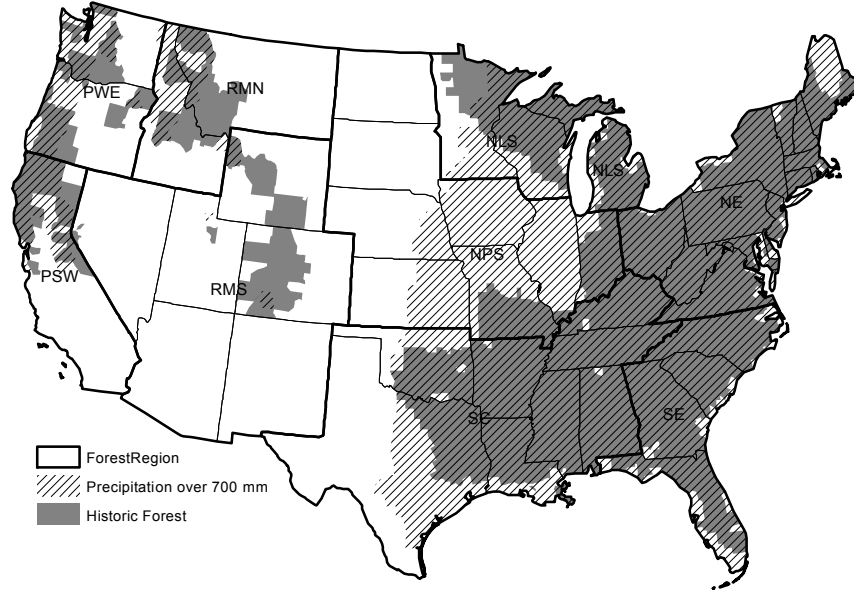 PWE
RMN
NLS
NLS
NE
NPS
PSW
RMS
SC
SE
ForestRegion
Precipitation over 700 mm
Historic Forest